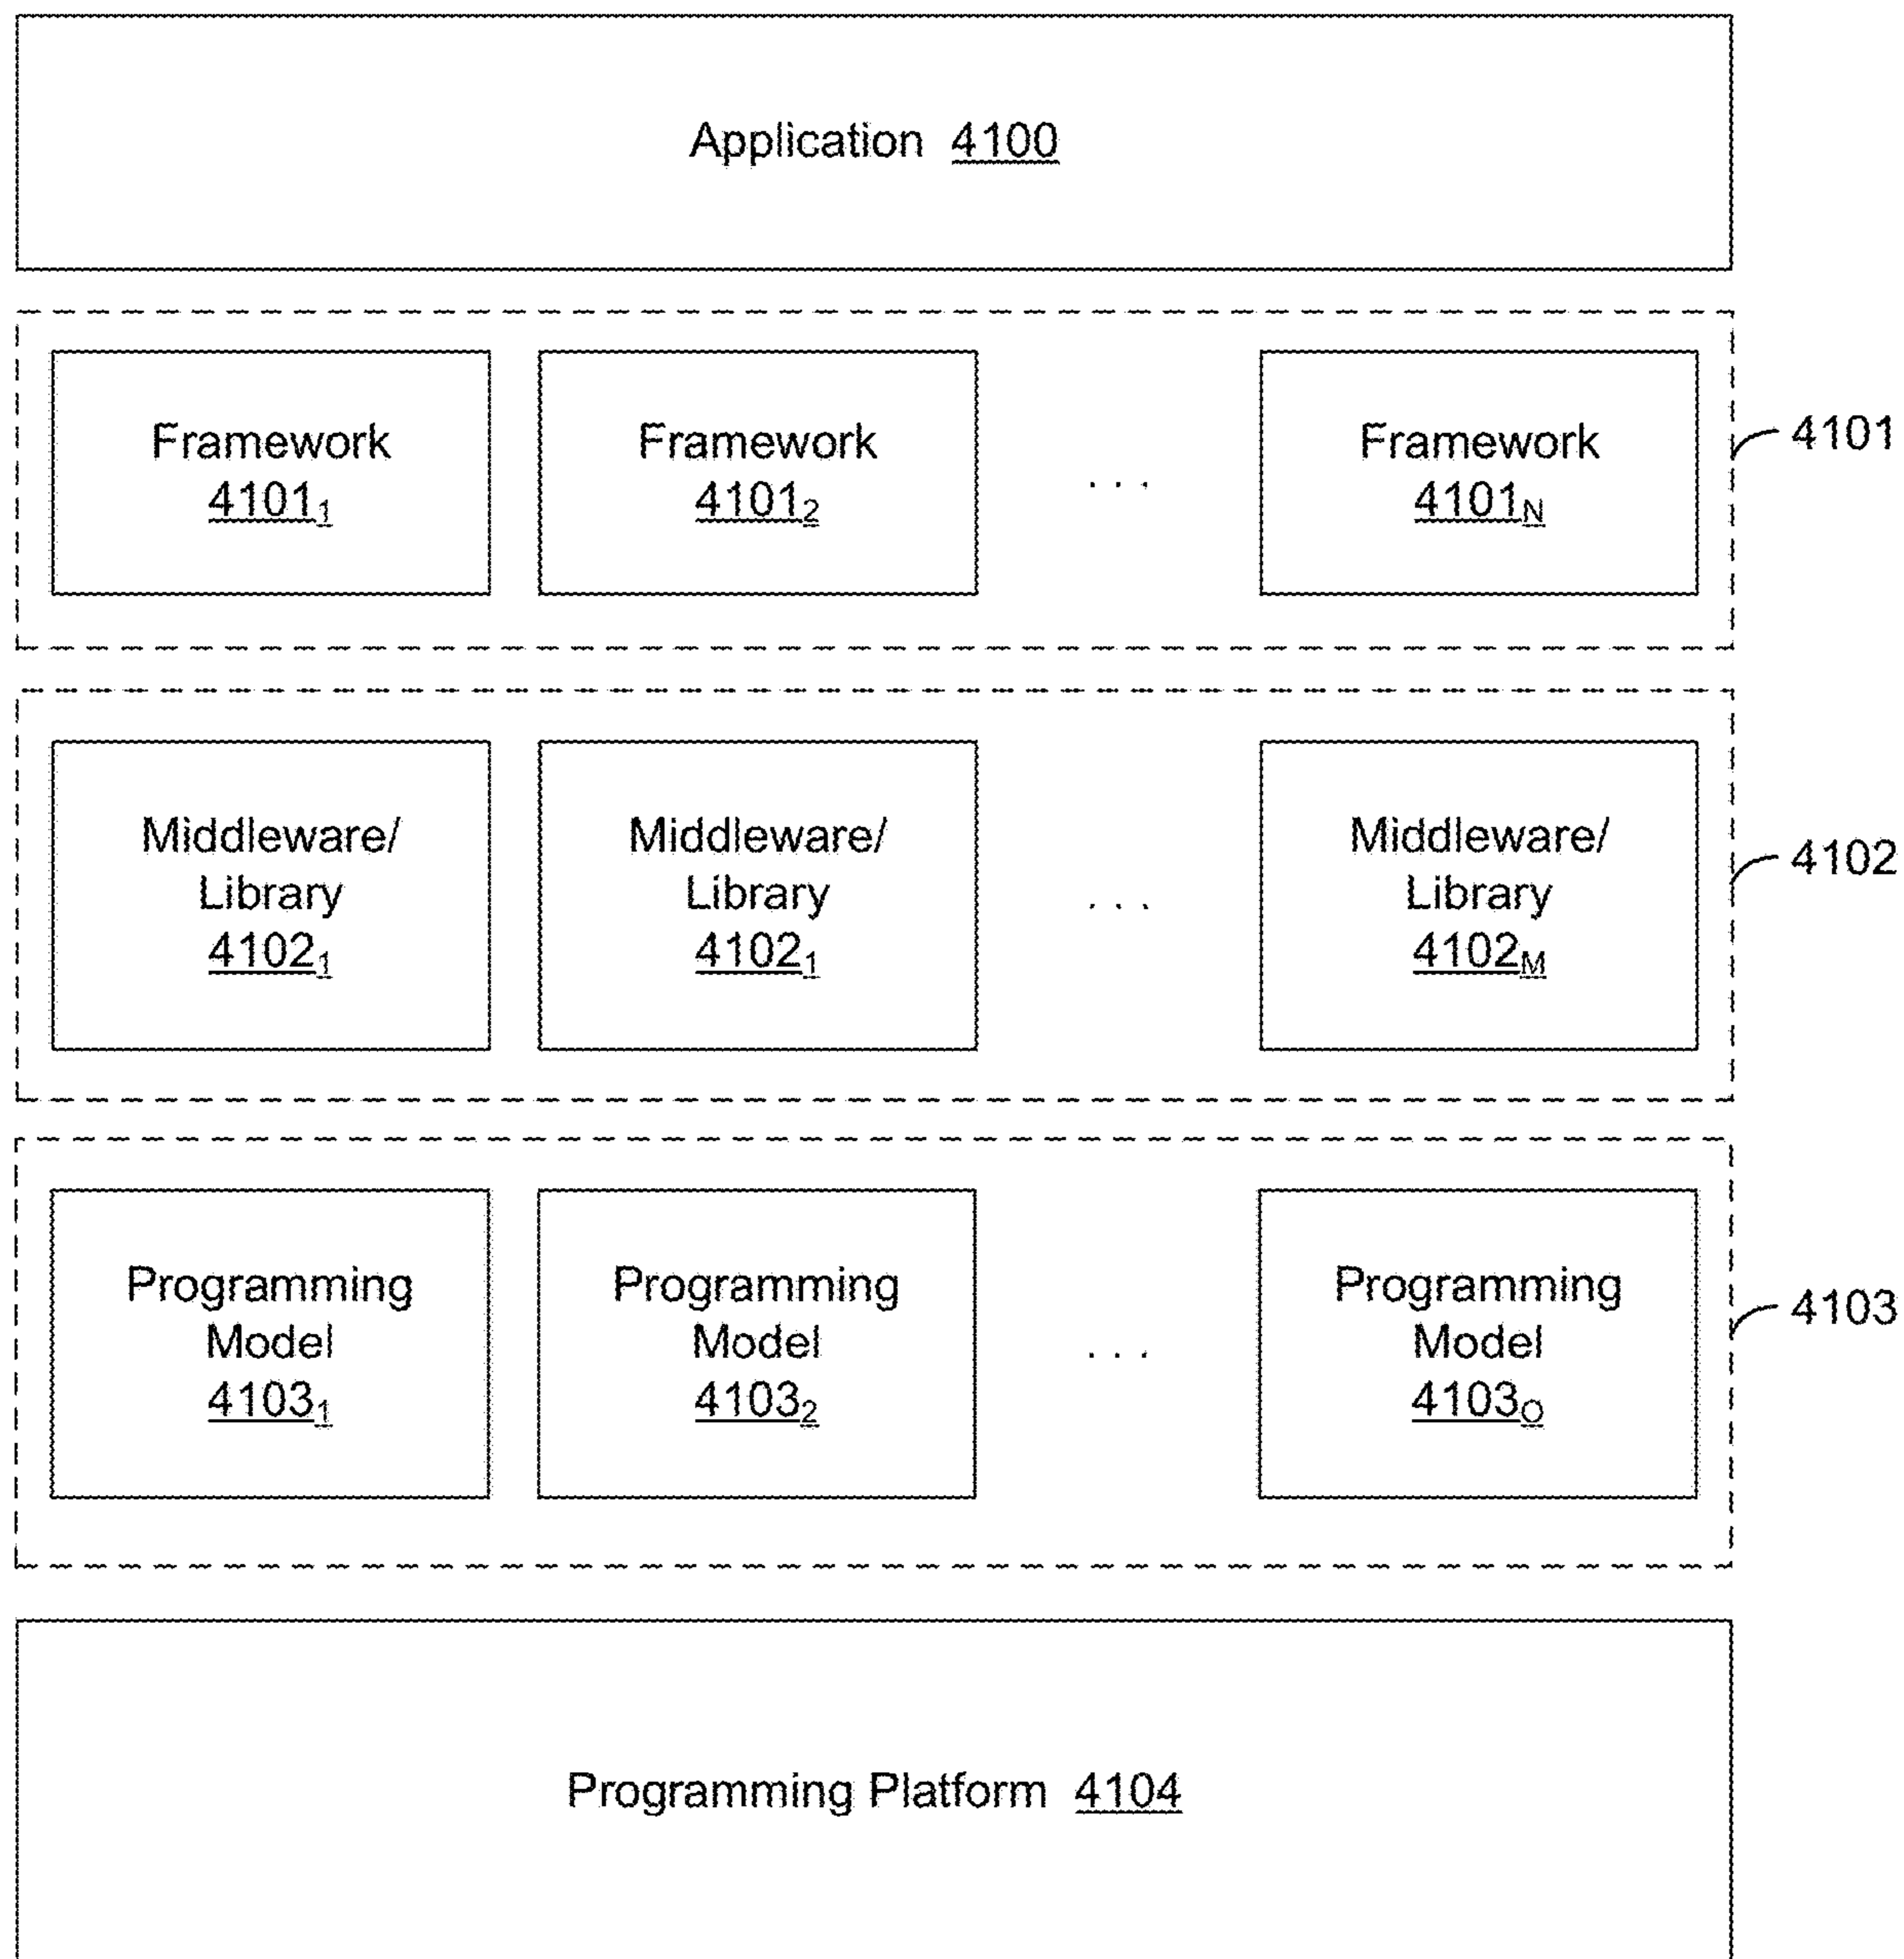 Application 4100
Framework
4101₁
Framework
4101₂
. . .
Framework
4101N
4101
Middleware/
Library
4102₁
Middleware/
Library
4102₁
. . .
Middleware/
Library
4102M
4102
Programming
Model
4103₁
Programming
Model
4103₂
. . .
Programming
Model
4103O
4103
Programming Platform 4104